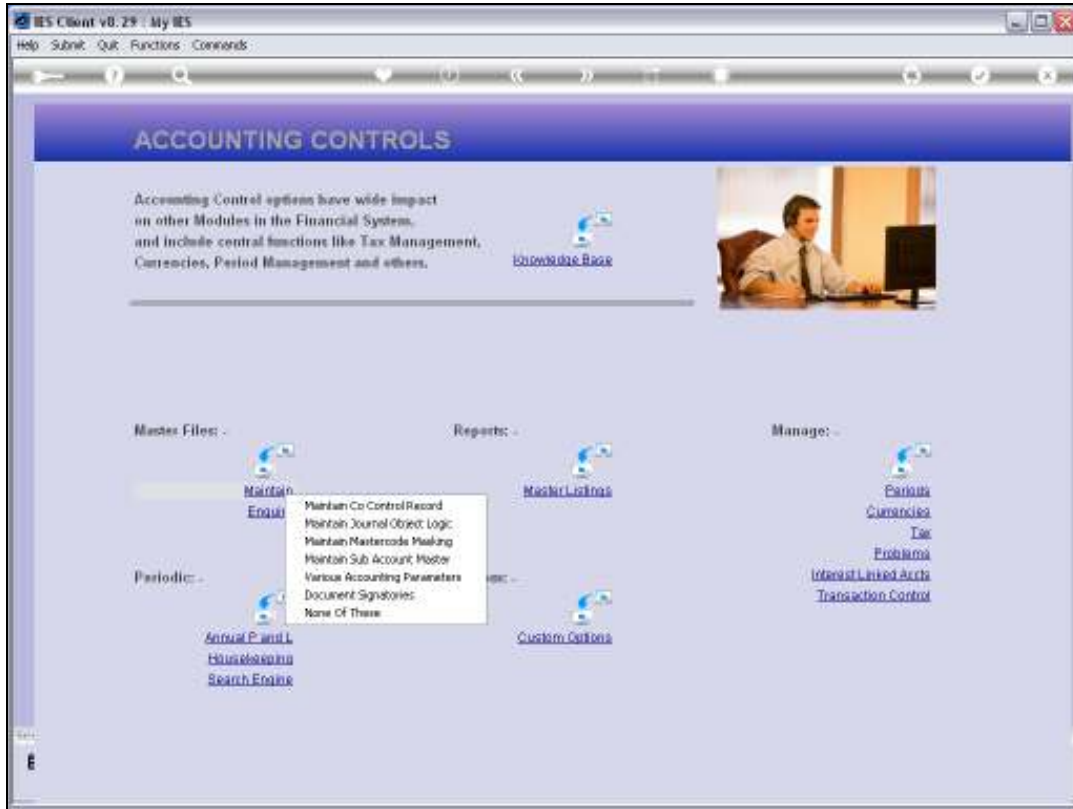 IES Client v8.29 : My IES
Help Submit Quit Functions Commands
ACCOUNTING CONTROLS
Accounting Control options have wide impact
on other Modules in the Financial System,
and include central functions like Tax Management,
Currencies, Period Management and others.
Knowledge Base
Master Files: -
Reports: -
Manage: -
Maintain
Master Listings
Periods
Enquir
Currencies
Tax
Problems
Interest Linked Accts
Transaction Control
Maintain Co Control Record
Maintain Journal Object Logic
Maintain Mastercode Masking
Maintain Sub Account Master
Various Accounting Parameters
Document Signatories
None Of These
Periodic: -
Annual P and L
Custom Options
Housekeeping
Search Engine